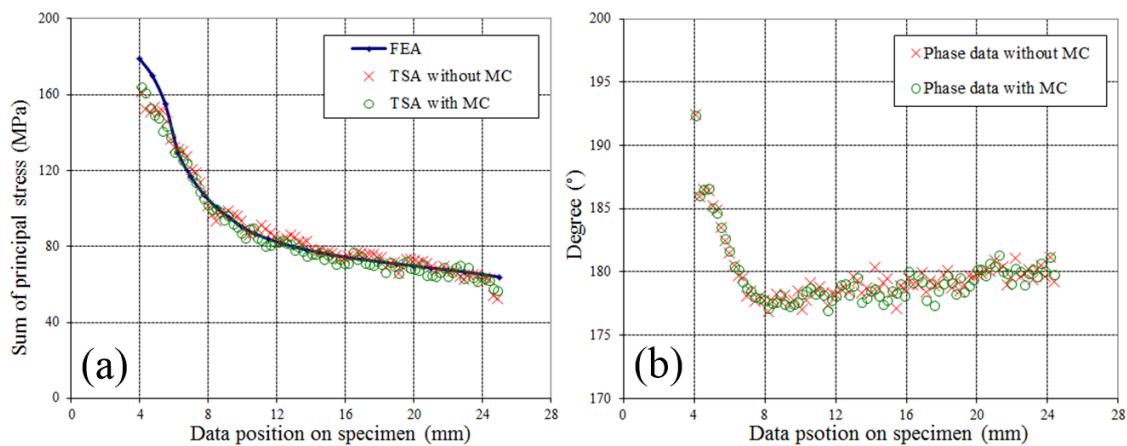 (a)
Sum of principal stress (MPa)
200
160
120
80
40
0
0 4 8 12 16 20 24 28
Data position on specimen (mm)
FEA
TSA without MC
TSA with MC
(b)
Degree (°)
200
195
190
185
180
175
170
0 4 8 12 16 20 24 28
Data psotion on specimen (mm)
Phase data without MC
Phase data with MC